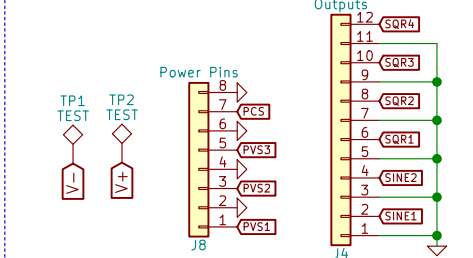 Outputs
12 SQR4
11
10 SQR3
9
8 SQR2
7
6 SQR1
5
4 SINE2
3
2 SINE1
1
J4
Power Pins
8
7 CCS
6
5 PVS3
4
3 PVS2
2
1 PVS1
J8
TP1
TEST
V-
TP2
TEST
V+